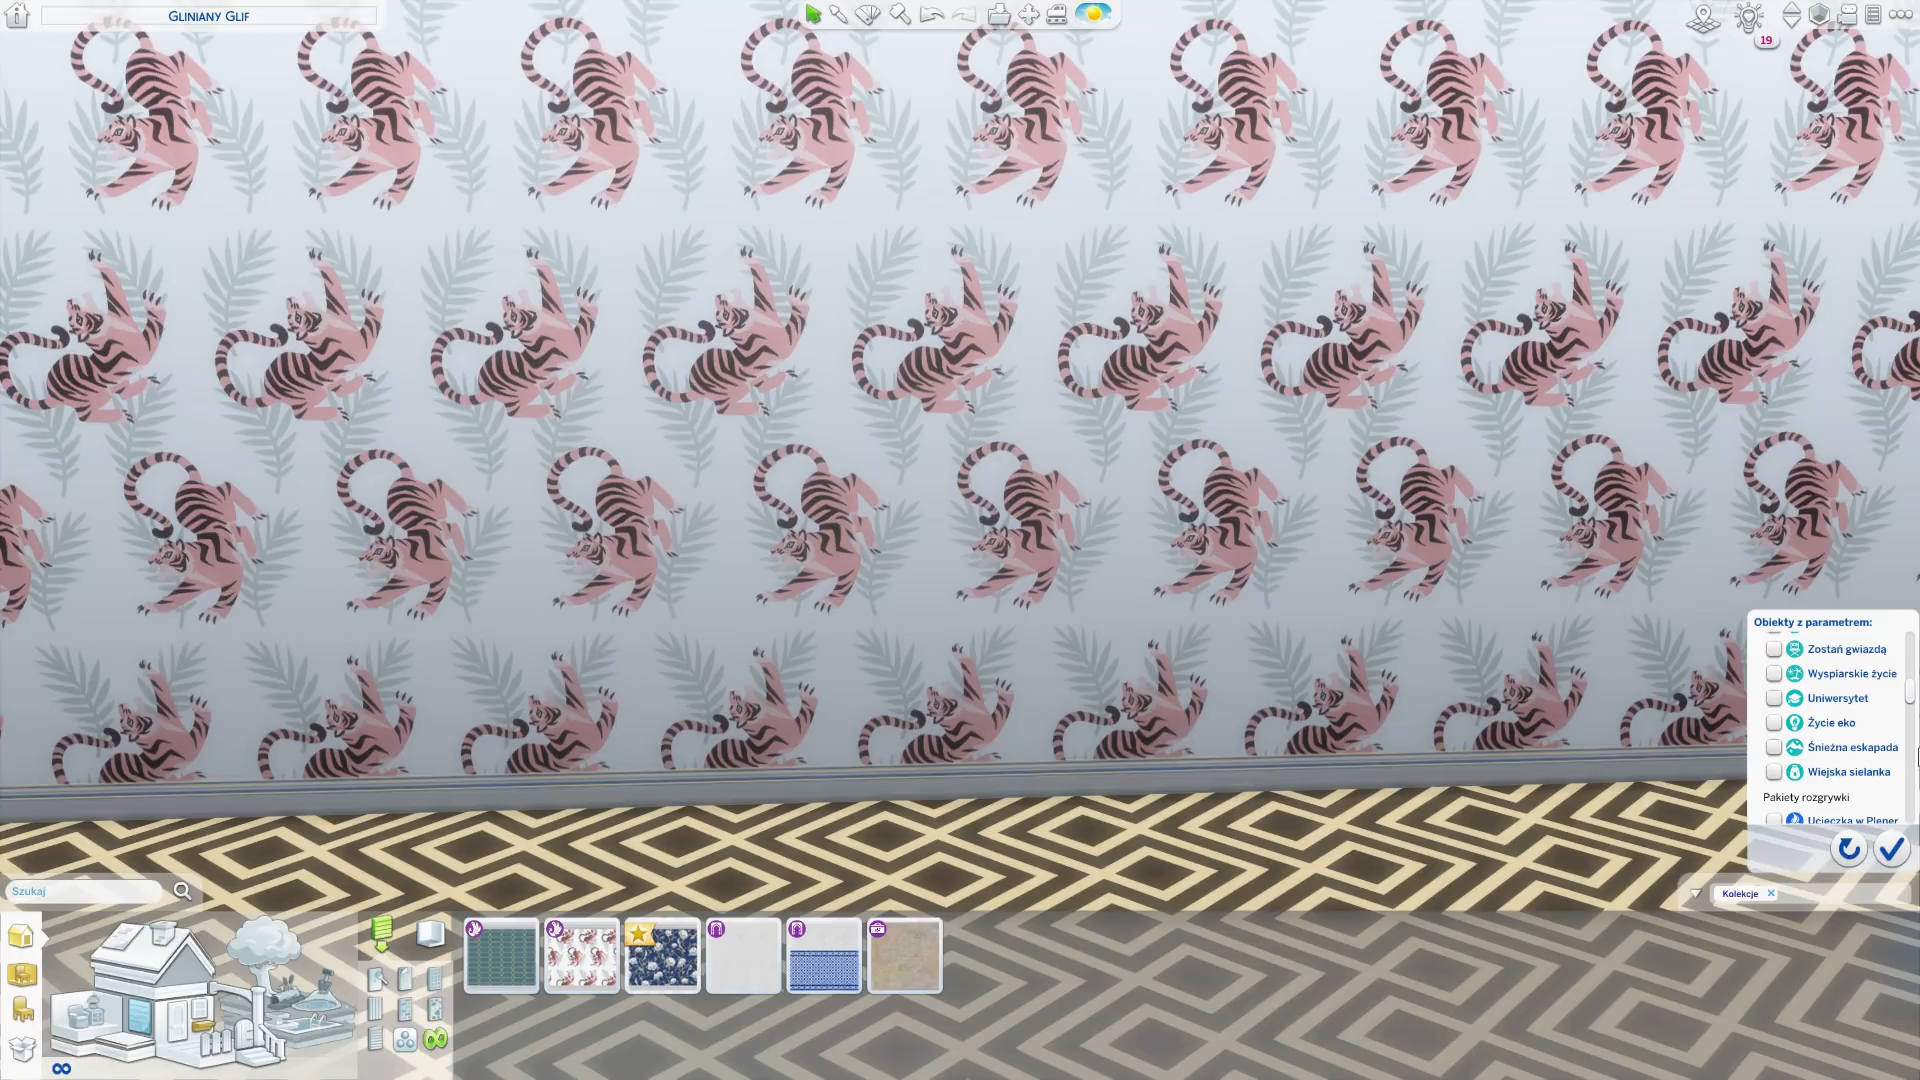 Gliniany Glif
19
Obiekty z parametrem:
Zostań gwiazdą
Wyspiarskie życie
Uniwersytet
Życie eko
Śnieżna eskapada
Wiejska sielanka
Pakiety rozgrywki
Ucieczka w Plener
Szukaj
Kolekcje